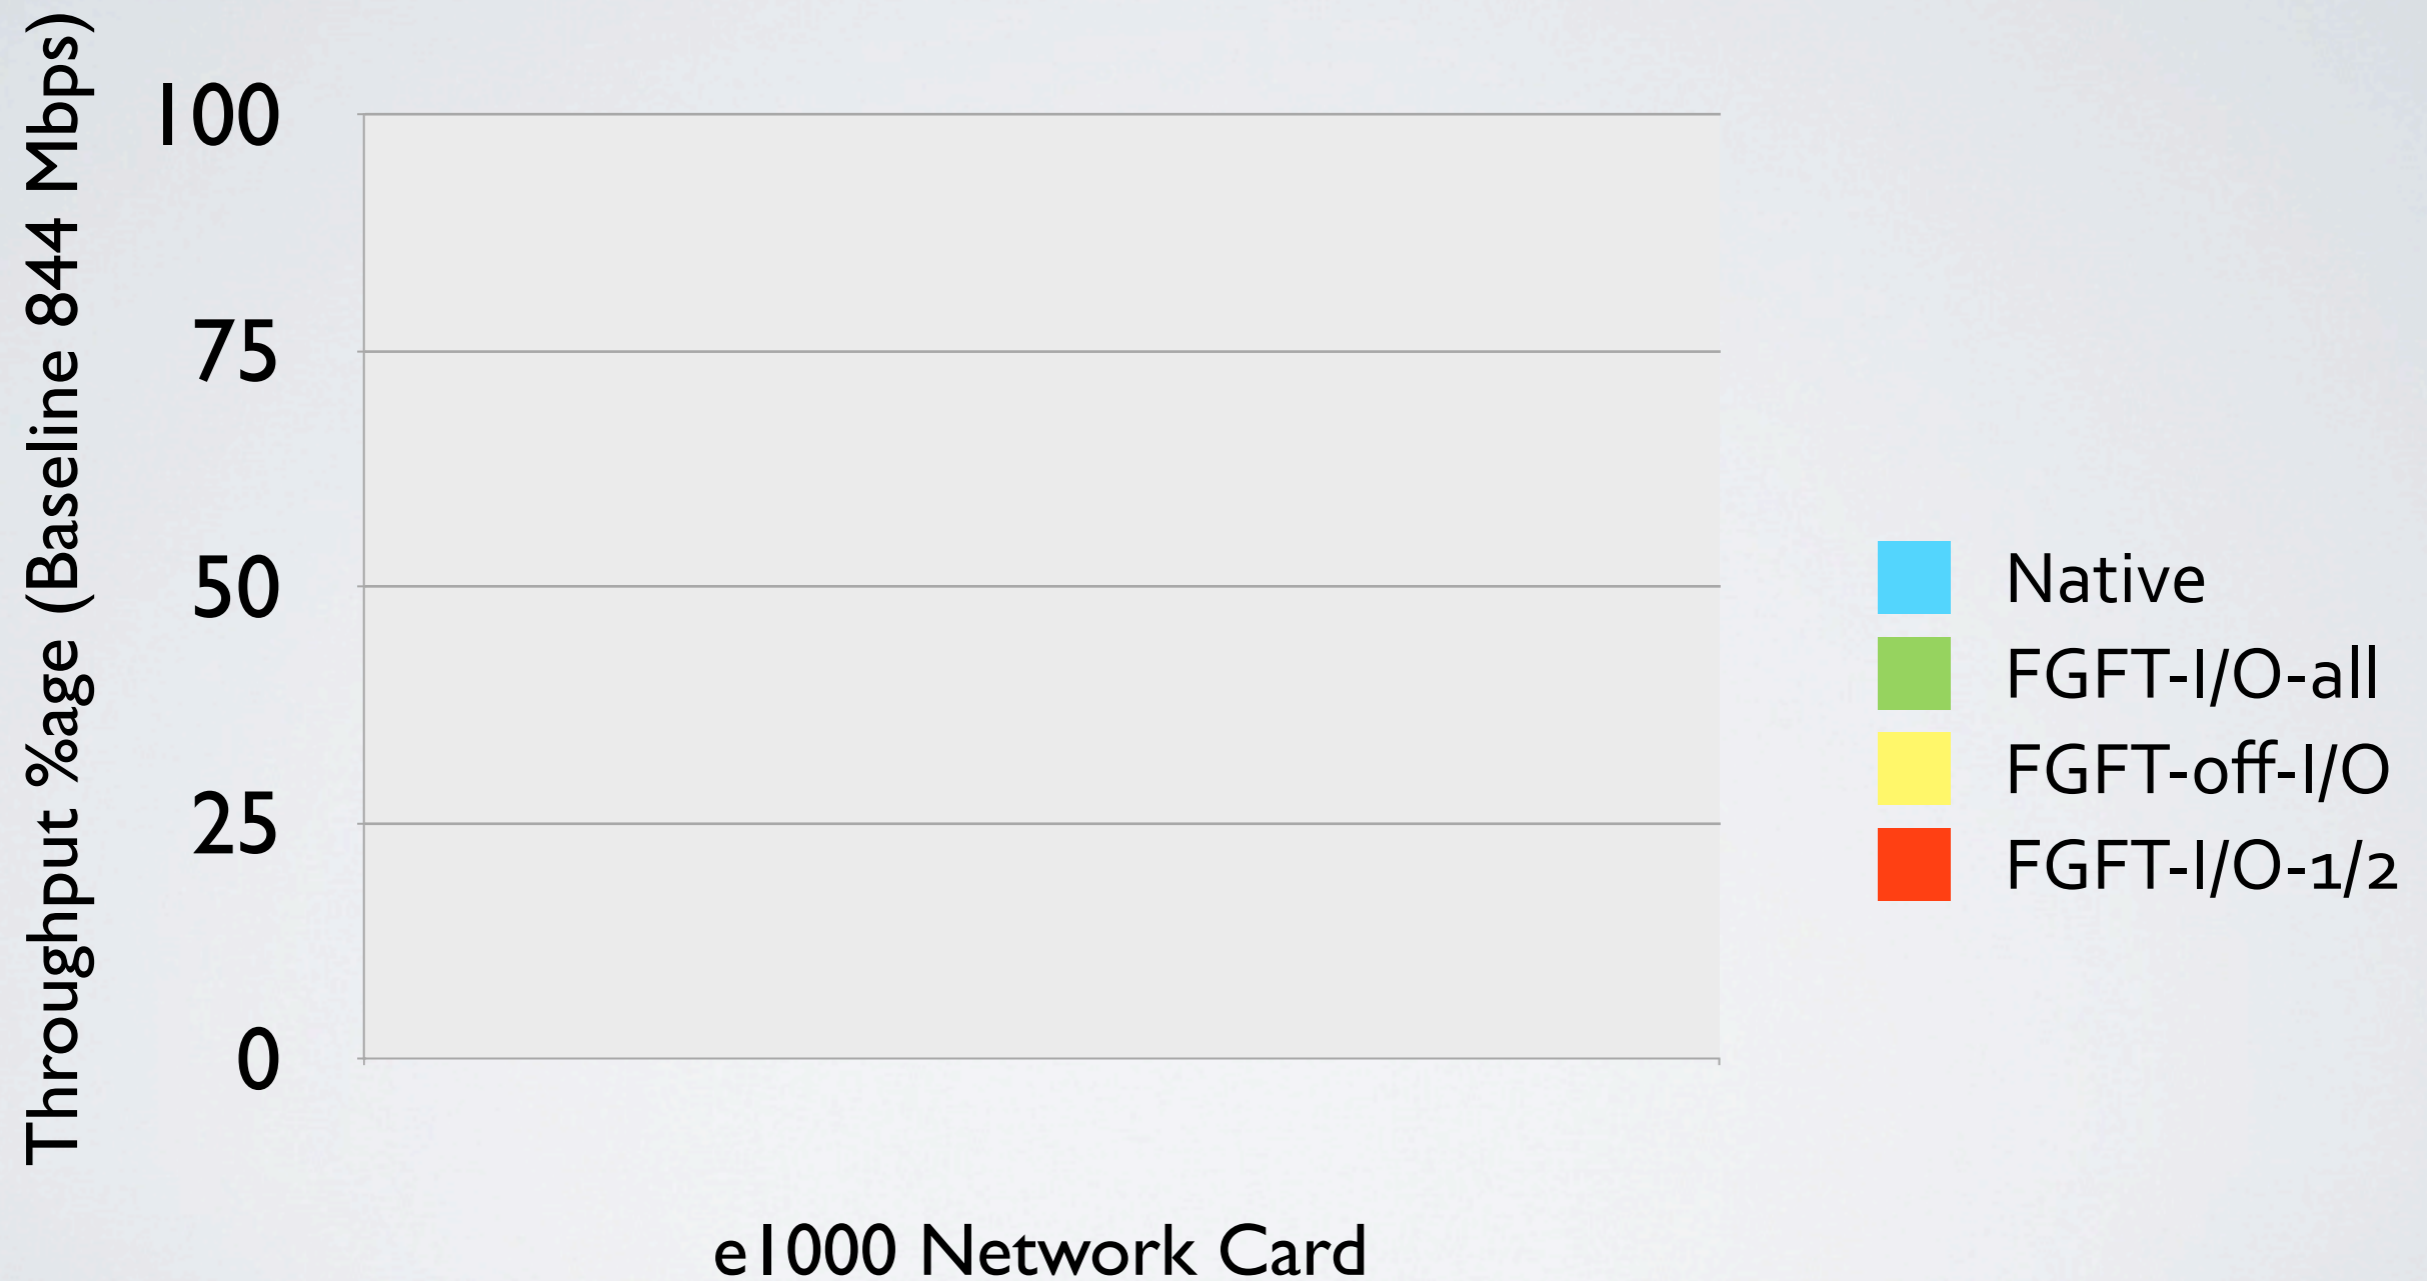 Throughput %age (Baseline 844 Mbps)
100
75
50
25
0
e1000 Network Card
Native
FGFT-I/O-all
FGFT-off-I/O
FGFT-I/O-1/2